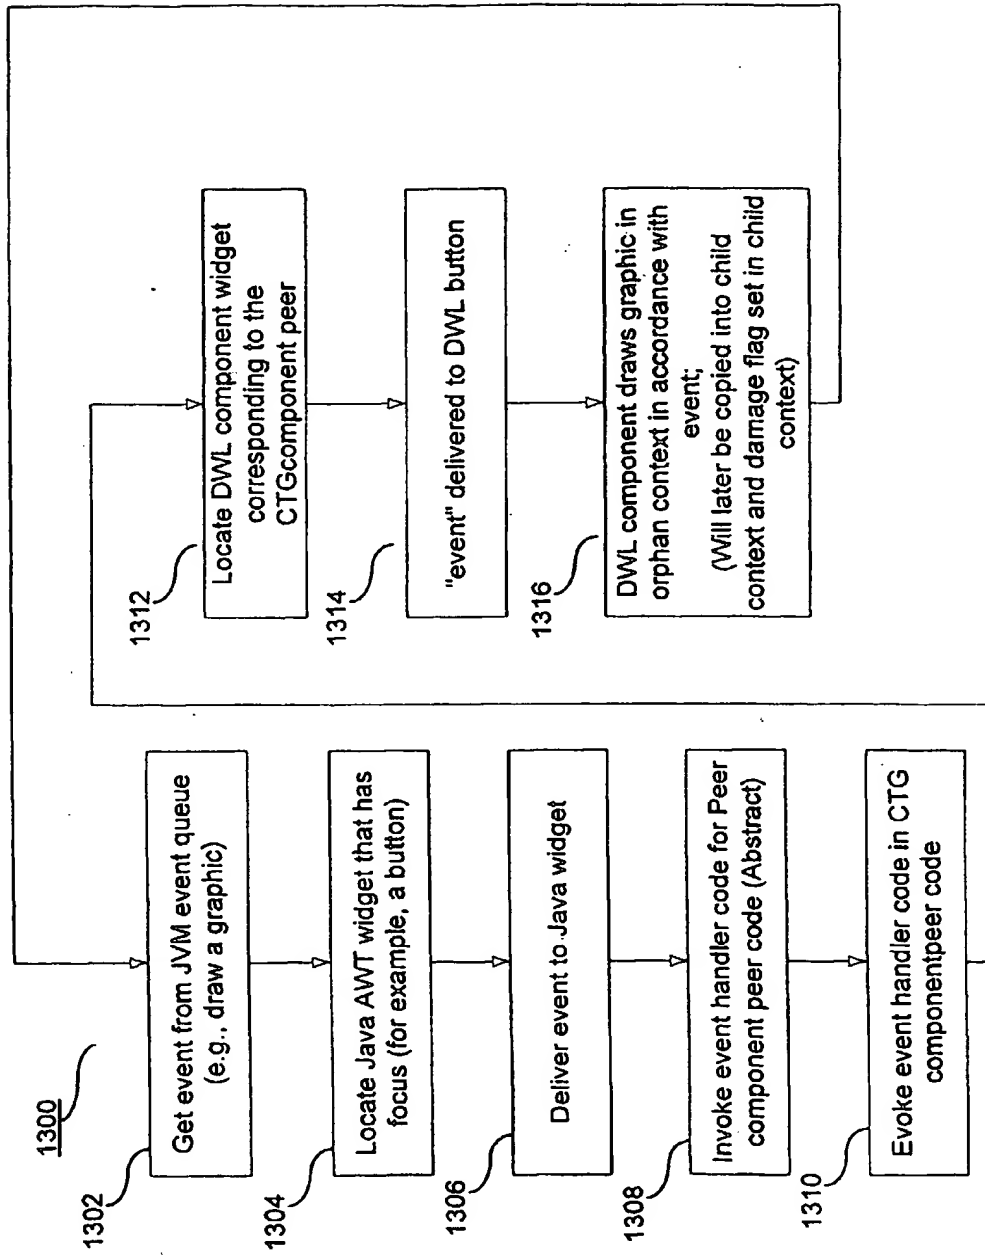 1300
1302
Get event from JVM event queue
(e.g., draw a graphic)
1304
Locate Java AWT widget that has
focus (for example, a button)
1306
Deliver event to Java widget
1308
Invoke event handler code for Peer
component peer code (Abstract)
1310
Evoke event handler code in CTG
componentpeer code
1312
Locate DWL component widget
corresponding to the
CTGcomponent peer
1314
"event" delivered to DWL button
1316
DWL component draws graphic in
orphan context in accordance with
event;
(Will later be copied into child
context and damage flag set in child
context)